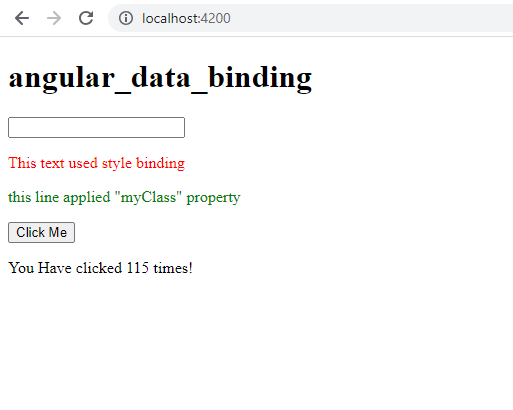 localhost:4200
angular_data_binding
This text used style binding
this line applied "myClass" property
Click Me
You Have clicked 115 times!